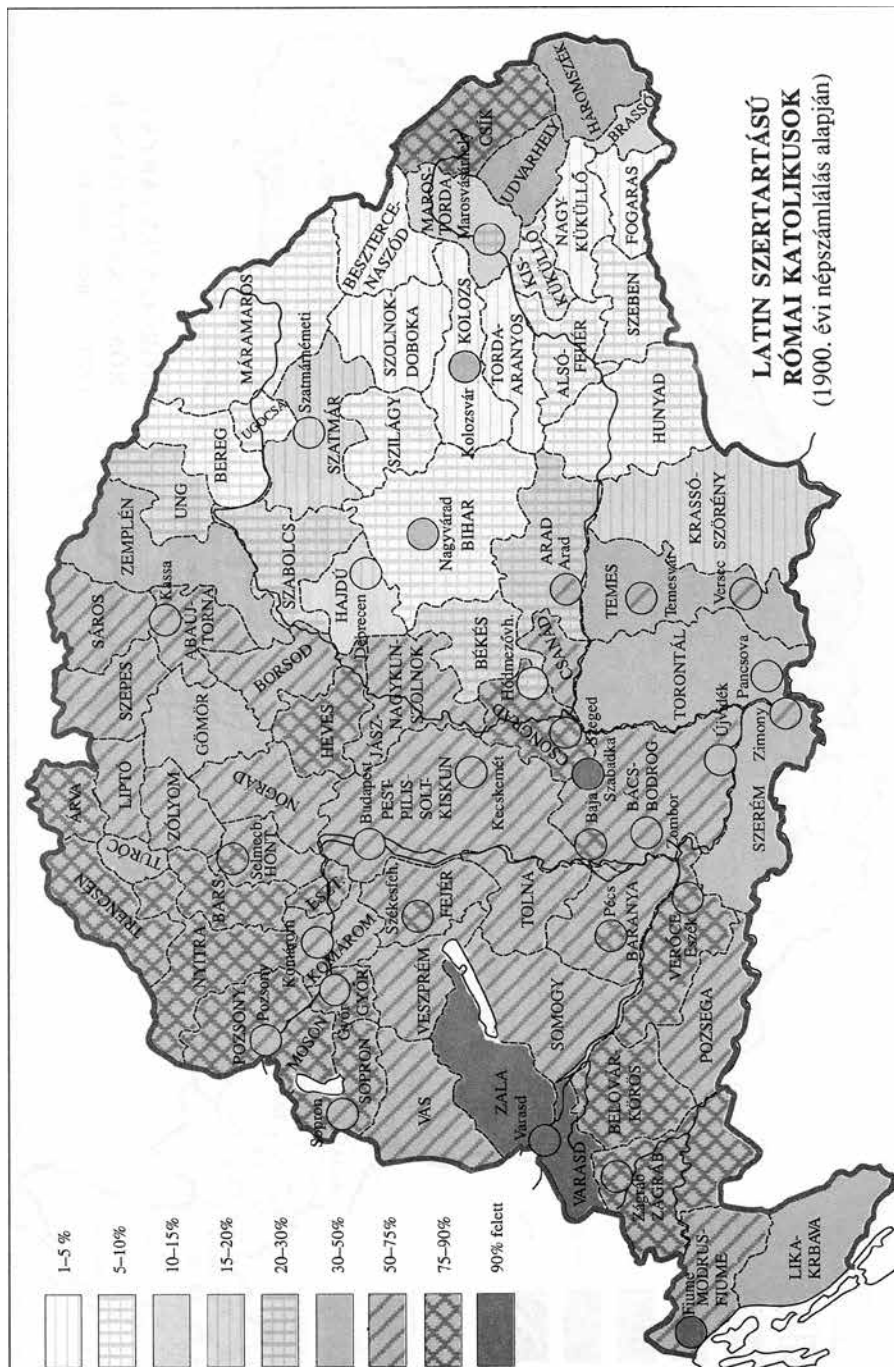 LATIN SZERTARTÁSÚ
RÓMAI KATOLIKUSOK
(1900. évi népszámlálás alapján)
1–5 %
5–10%
10–15%
15–20%
20–30%
30–50%
50–75%
75–90%
90% felett
ÁRVA
TRENCSÉN
LIPTÓ
TURÓC
SZEPES
SÁROS
ZEMPLÉN
UNG
BEREG
MÁRAMAROS
UGOCSA
NYITRA
BARS
ZÓLYOM
GÖMÖR
Kassa
ABAUJ-
TORNA
POZSONY
Pozsony
Selmecb.
HONT
NÓGRÁD
BORSOD
HEVES
SZABOLCS
Szatmárnémeti
SZATMÁR
Komárom
KOMÁROM
ESZT.
MOSON
Győr
GYŐR
Sopron
SOPRON
Budapest
PEST-
PILIS
SOLT-
KISKUN
JÁSZ-
NAGYKUN-
SZOLNOK
HAJDÚ
Debrecen
SZILÁGY
SZOLNOK-
DOBOKA
BESZTERCE-
NASZÓD
VAS
VESZPRÉM
Székesfeh.
FEJÉR
Kecskemét
BÉKÉS
Nagyvárad
BIHAR
Kolozsvár
KOLOZS
TORDA-
ARANYOS
MAROS-
TORDA
Marosvásárhely
CSÍK
UDVARHELY
ZALA
SOMOGY
TOLNA
CSONGRÁD
Hódmezővh.
CSANÁD
Szeged
ARAD
Arad
ALSÓ-
FEHÉR
KIS-
KÜKÜLLŐ
NAGY-
KÜKÜLLŐ
HÁROMSZÉK
BRASSÓ
FOGARAS
SZEBEN
HUNYAD
Varasd
VARASD
Pécs
BARANYA
Baja
Szabadka
BÁCS-
BODROG
Zombor
TORONTÁL
TEMES
Temesvár
KRASSÓ-
SZÖRÉNY
Versec
Zágráb
ZÁGRÁB
BELOVÁR
KŐRÖS
VERŐCE
Eszék
Újvidék
Pancsova
POZSEGA
SZERÉM
Zimony
Fiume
MODRUS-
FIUME
LIKA-
KRBAVA